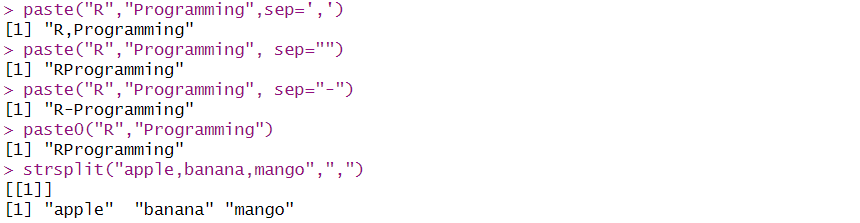 > paste("R","Programming",sep=',')
[1] "R,Programming"
> paste("R","Programming", sep="")
[1] "RProgramming"
> paste("R","Programming", sep="-")
[1] "R-Programming"
> paste0("R","Programming")
[1] "RProgramming"
> strsplit("apple,banana,mango",",")
[[1]]
[1] "apple"  "banana" "mango"